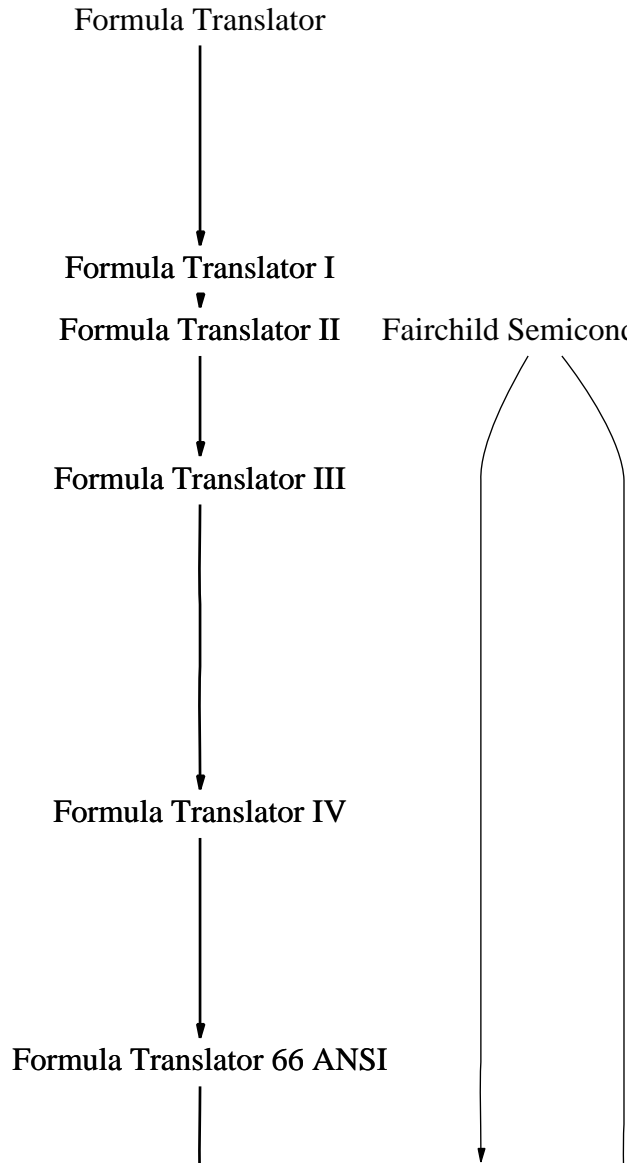 Formula Translator
Formula Translator I
Formula Translator II
Fairchild Semicond
Formula Translator III
Formula Translator IV
Formula Translator 66 ANSI